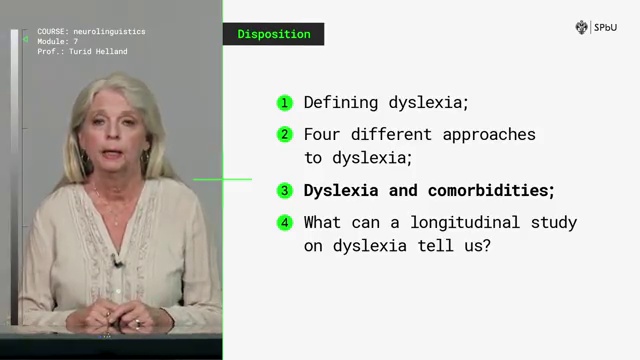 COURSE: neurolinguistics
Module: 7
Prof.: Turid Helland
Disposition
SPbU
1 Defining dyslexia;
2 Four different approaches
to dyslexia;
3 Dyslexia and comorbidities;
4 What can a longitudinal study
on dyslexia tell us?